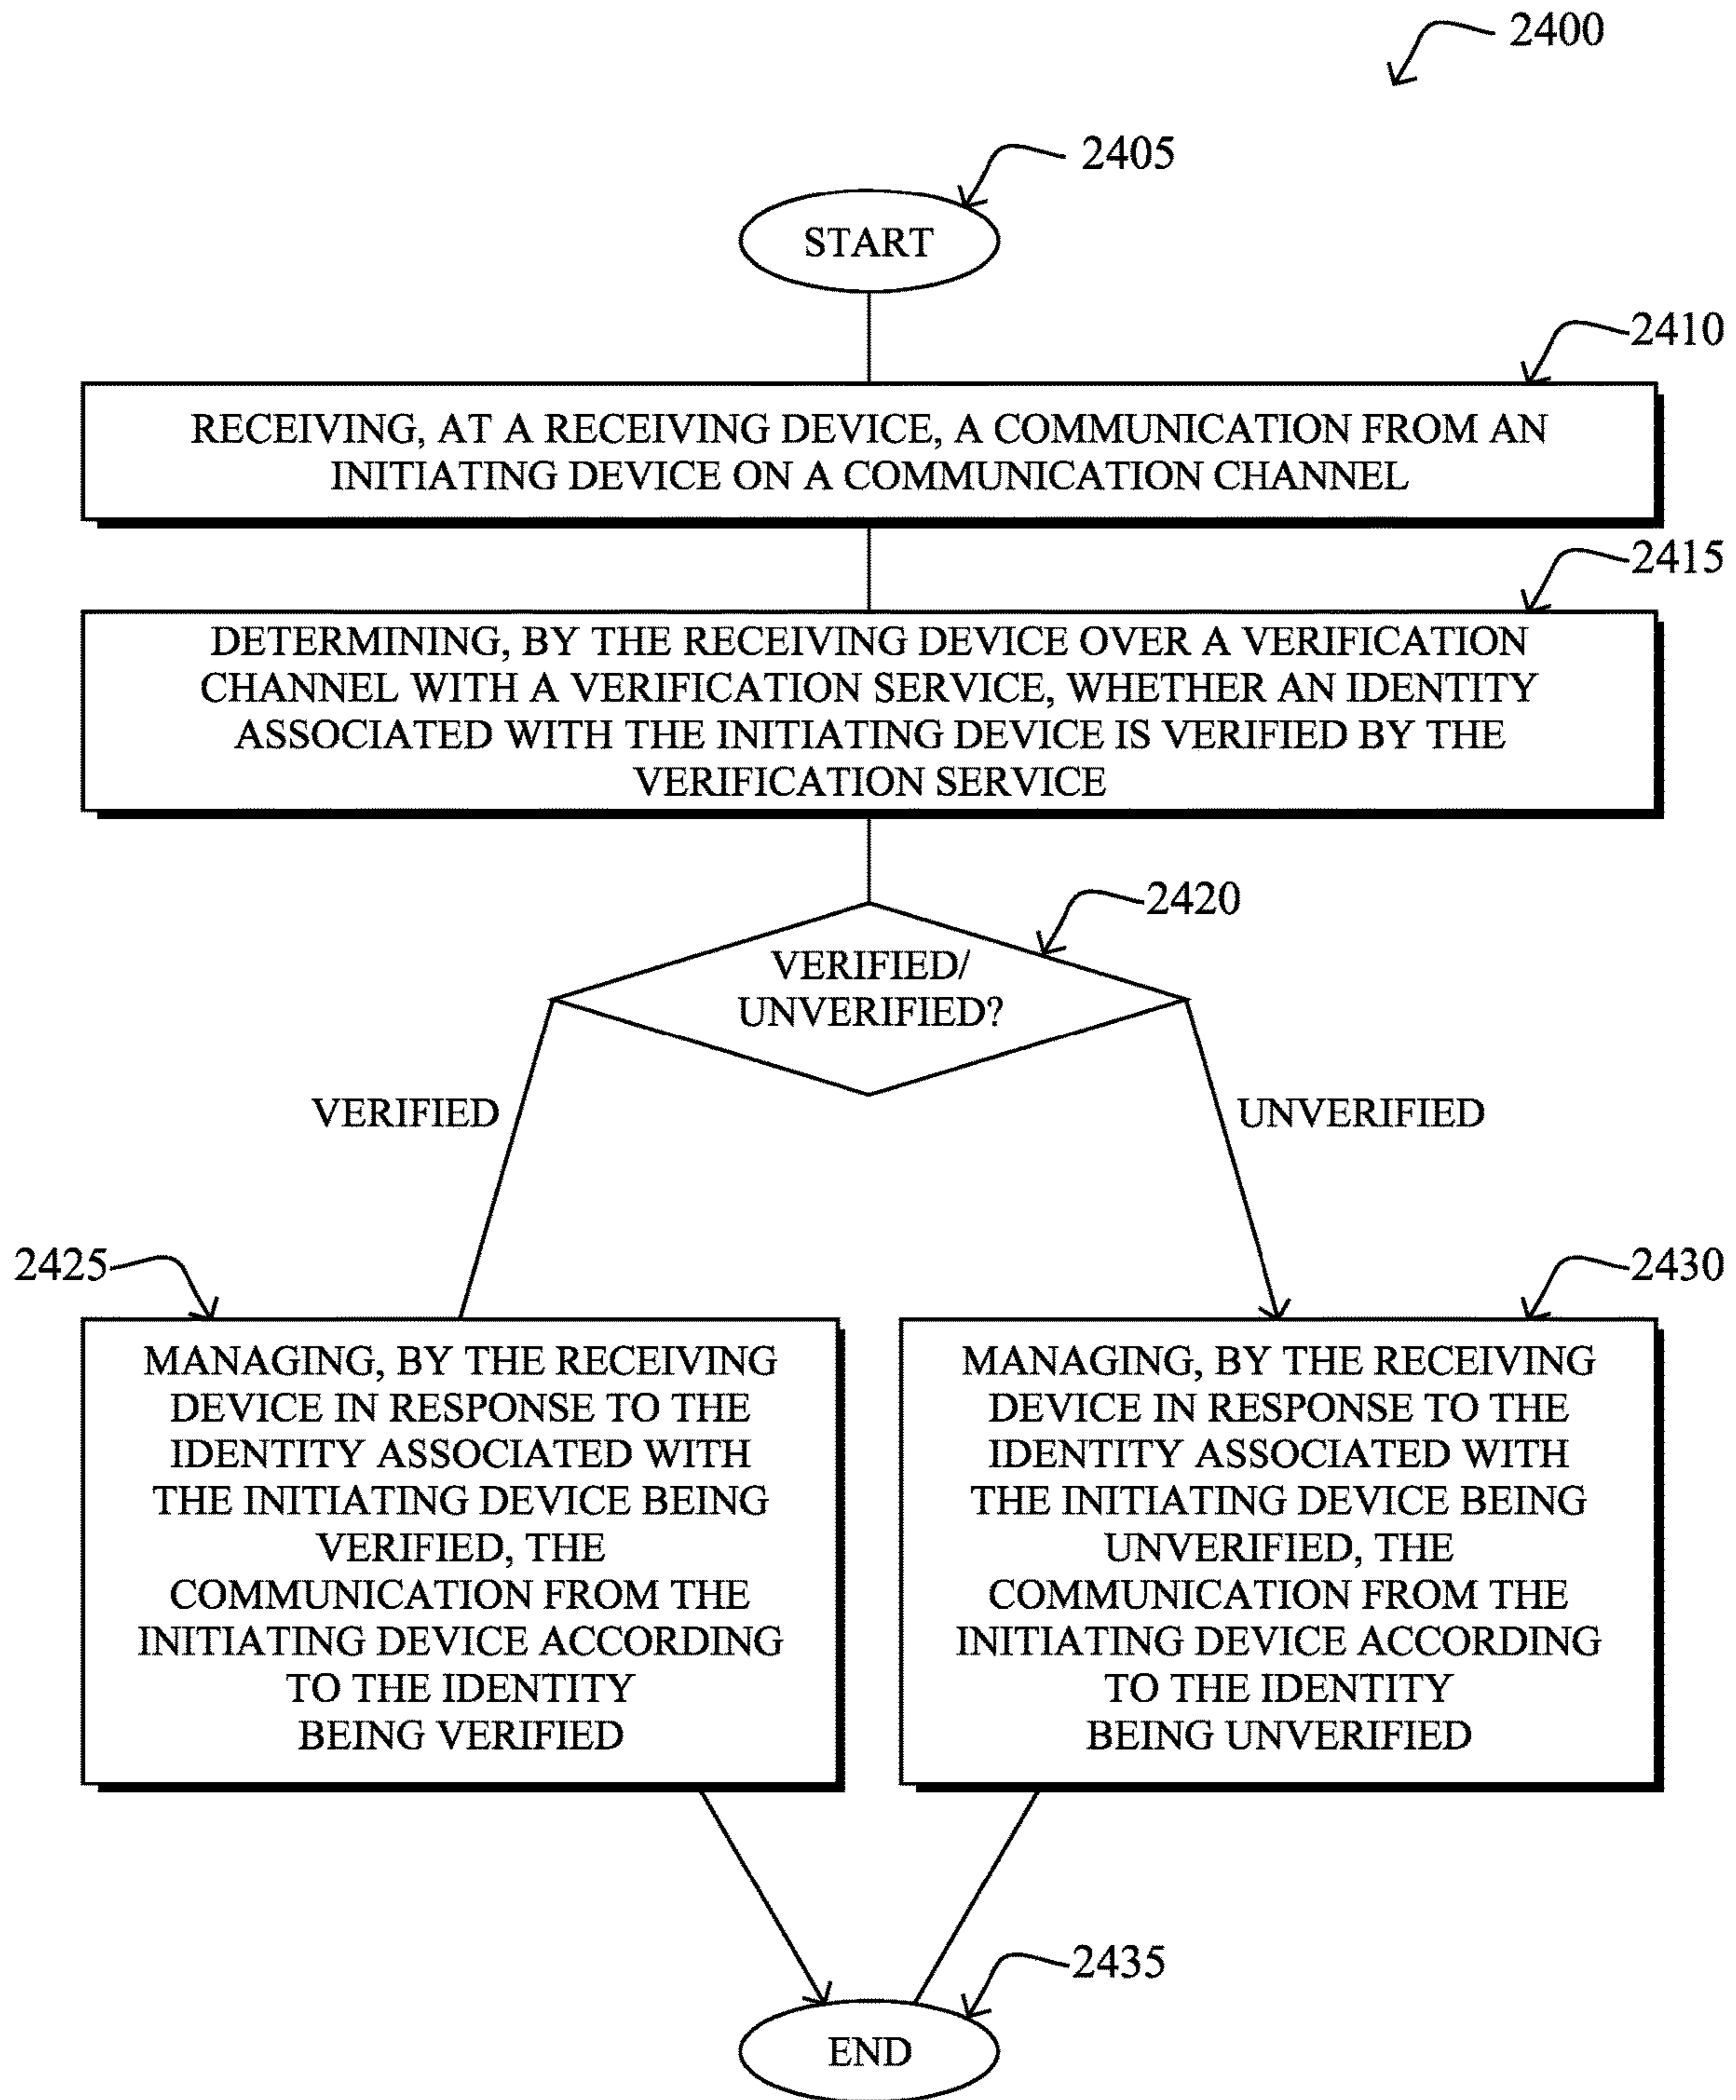 2400
2405
START
2410
RECEIVING, AT A RECEIVING DEVICE, A COMMUNICATION FROM AN
INITIATING DEVICE ON A COMMUNICATION CHANNEL
2415
DETERMINING, BY THE RECEIVING DEVICE OVER A VERIFICATION
CHANNEL WITH A VERIFICATION SERVICE, WHETHER AN IDENTITY
ASSOCIATED WITH THE INITIATING DEVICE IS VERIFIED BY THE
VERIFICATION SERVICE
2420
VERIFIED/
UNVERIFIED?
VERIFIED
UNVERIFIED
2425
MANAGING, BY THE RECEIVING
DEVICE IN RESPONSE TO THE
IDENTITY ASSOCIATED WITH
THE INITIATING DEVICE BEING
VERIFIED, THE
COMMUNICATION FROM THE
INITIATING DEVICE ACCORDING
TO THE IDENTITY
BEING VERIFIED
2430
MANAGING, BY THE RECEIVING
DEVICE IN RESPONSE TO THE
IDENTITY ASSOCIATED WITH
THE INITIATING DEVICE BEING
UNVERIFIED, THE
COMMUNICATION FROM THE
INITIATING DEVICE ACCORDING
TO THE IDENTITY
BEING UNVERIFIED
2435
END